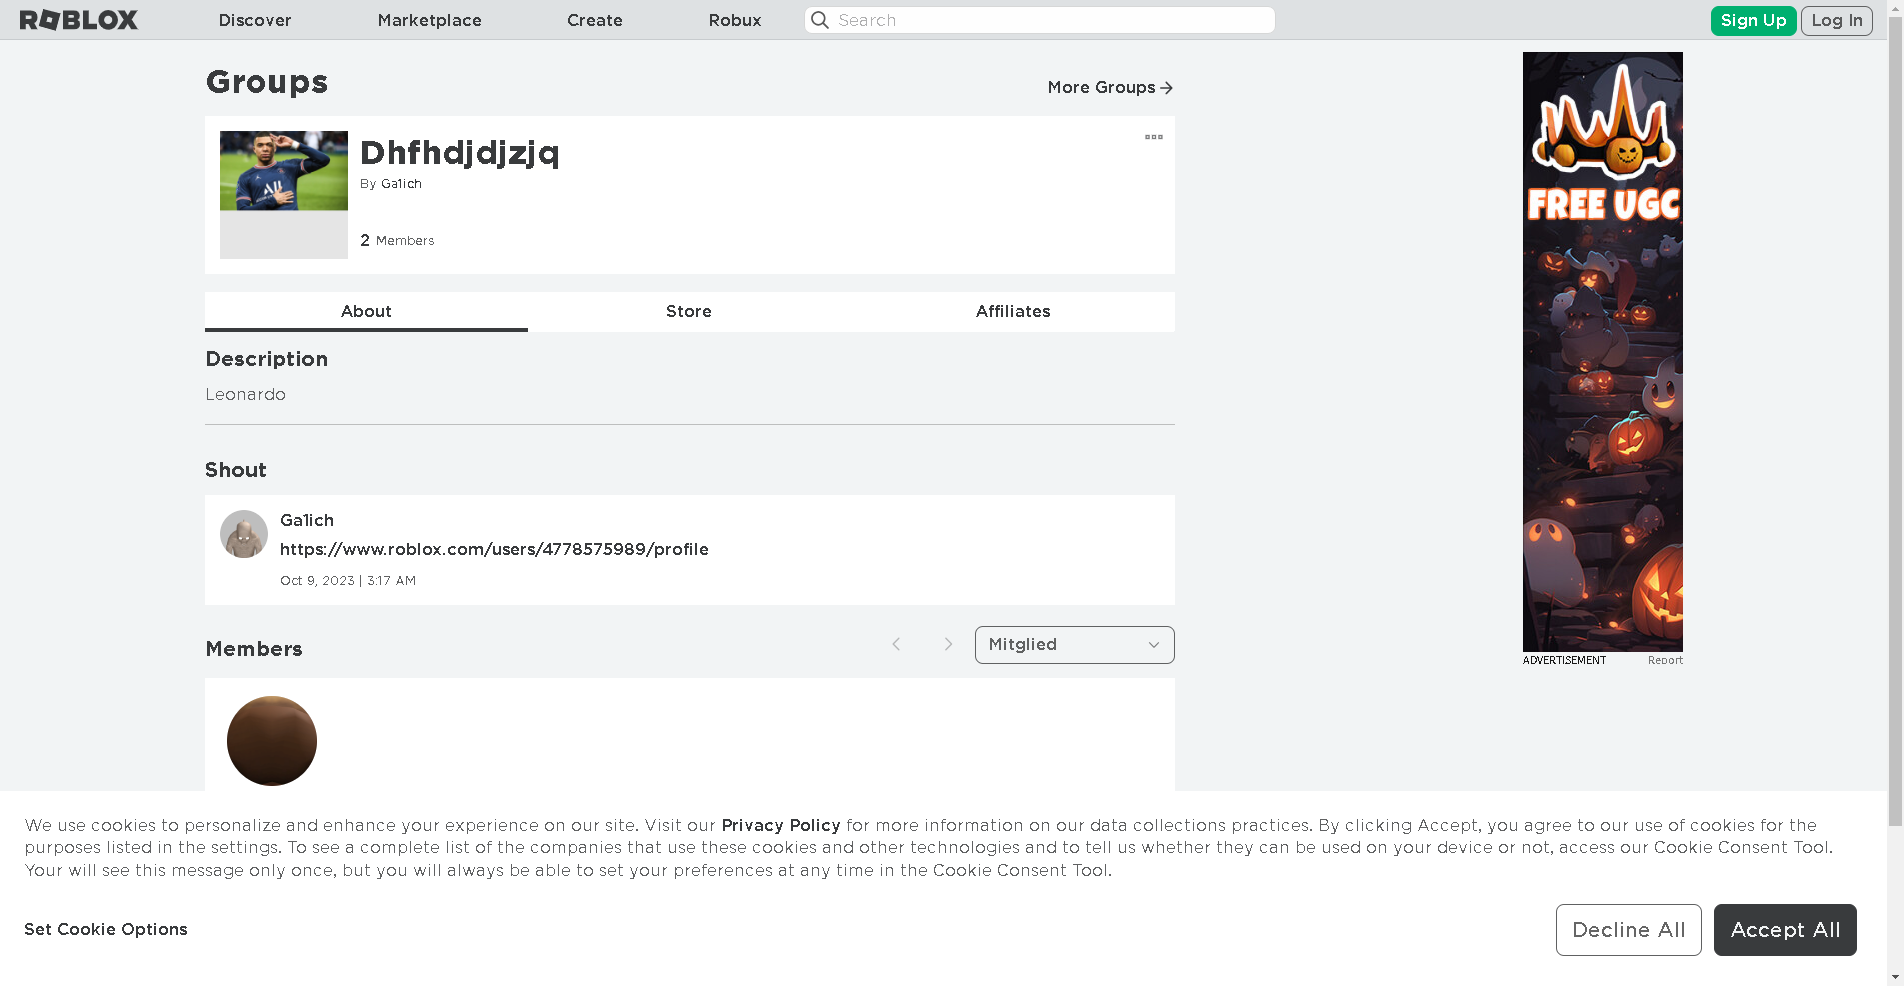 ROBLOX
Discover
Marketplace
Create
Robux
Search
Sign Up
Log In
Groups
More Groups
Dhfhdjdjzjq
By Ga1ich
2 Members
About
Store
Affiliates
Description
Leonardo
Shout
Ga1ich
https://www.roblox.com/users/4778575989/profile
Oct 9, 2023 | 3:17 AM
Members
Mitglied
FREE UGC
ADVERTISEMENT
Report
We use cookies to personalize and enhance your experience on our site. Visit our Privacy Policy for more information on our data collections practices. By clicking Accept, you agree to our use of cookies for the
purposes listed in the settings. To see a complete list of the companies that use these cookies and other technologies and to tell us whether they can be used on your device or not, access our Cookie Consent Tool.
Your will see this message only once, but you will always be able to set your preferences at any time in the Cookie Consent Tool.
Set Cookie Options
Decline All
Accept All